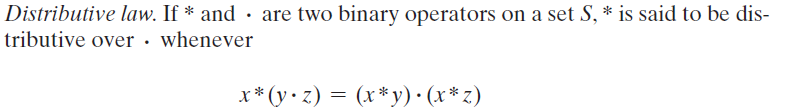 Distributive law. If * and · are two binary operators on a set S, * is said to be dis-
tributive over · whenever
x * (y · z) = (x * y) · (x * z)